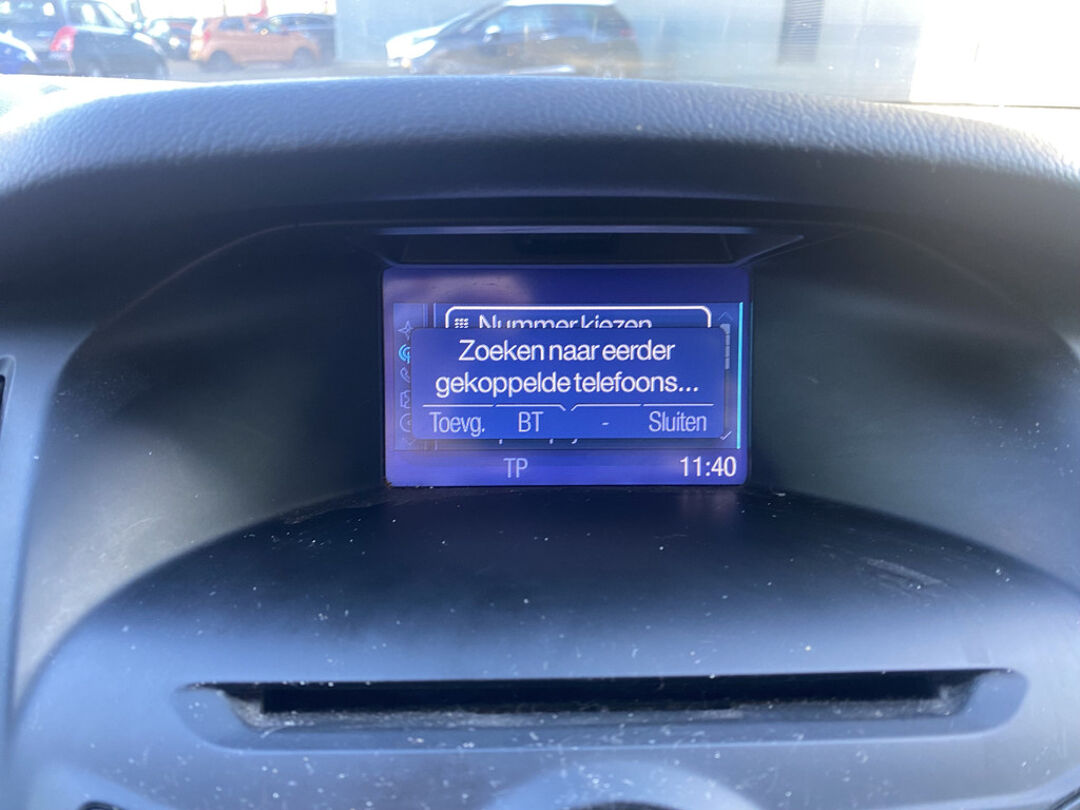 Nummer kiezen
Zoeken naar eerder
gekoppelde telefoons...
Toevg. BT - Sluiten
TP 11:40